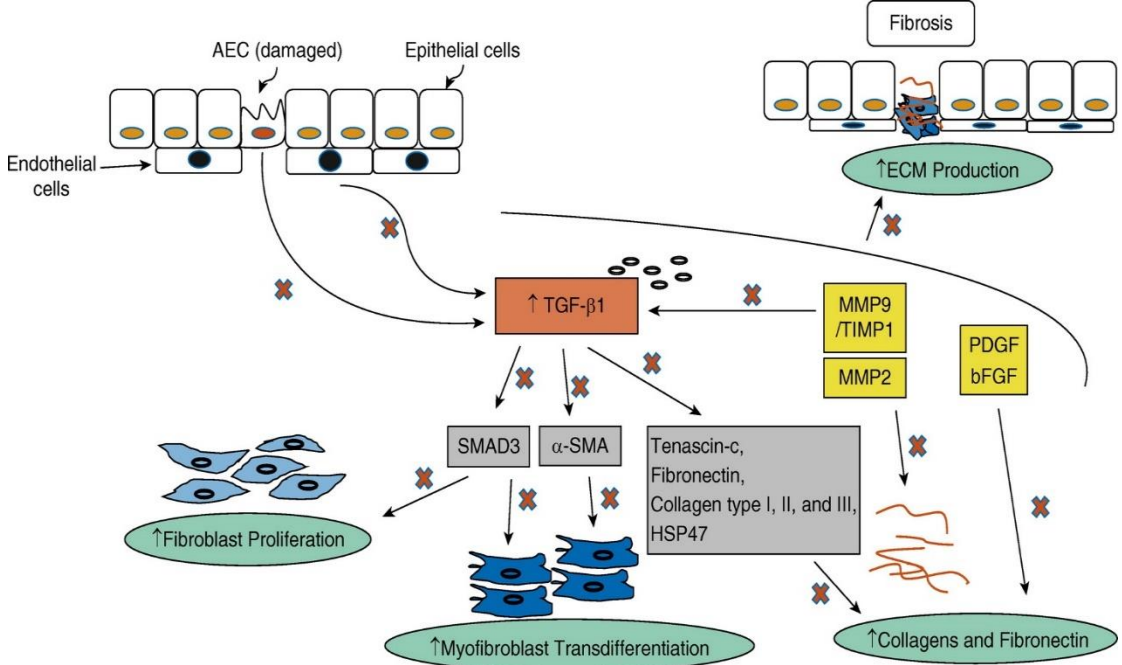 AEC (damaged)
Epithelial cells
Fibrosis
Endothelial
cells
↑ECM Production
↑ TGF-β1
MMP9
/TIMP1
MMP2
PDGF
bFGF
SMAD3
α-SMA
Tenascin-c,
Fibronectin,
Collagen type I, II, and III,
HSP47
↑Fibroblast Proliferation
↑Myofibroblast Transdifferentiation
↑Collagens and Fibronectin